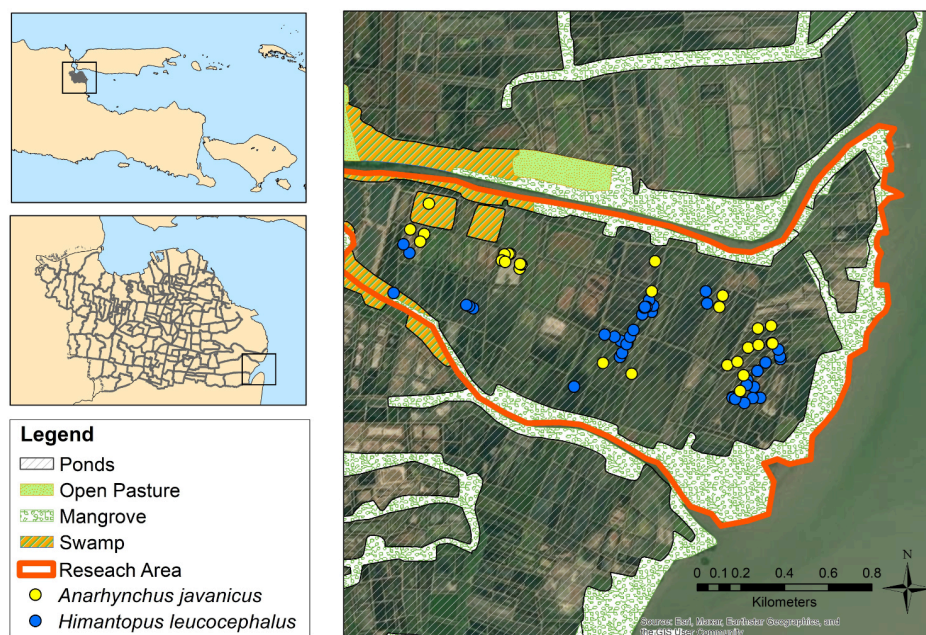 Legend
Ponds
Open Pasture
Mangrove
Swamp
Reseach Area
Anarhynchus javanicus
Himantopus leucocephalus
N
0 0.1 0.2 0.4 0.6 0.8
Kilometers
Sources: Esri, Maxar, Earthstar Geographics, and
the GIS User Community